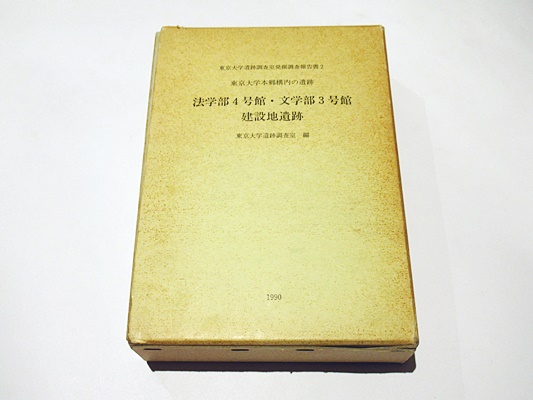 東京大学遺跡調査室発掘調査報告書2
東京大学本郷構内の遺跡
法学部4号館・文学部3号館
建設地遺跡
東京大学遺跡調査室 編
1990